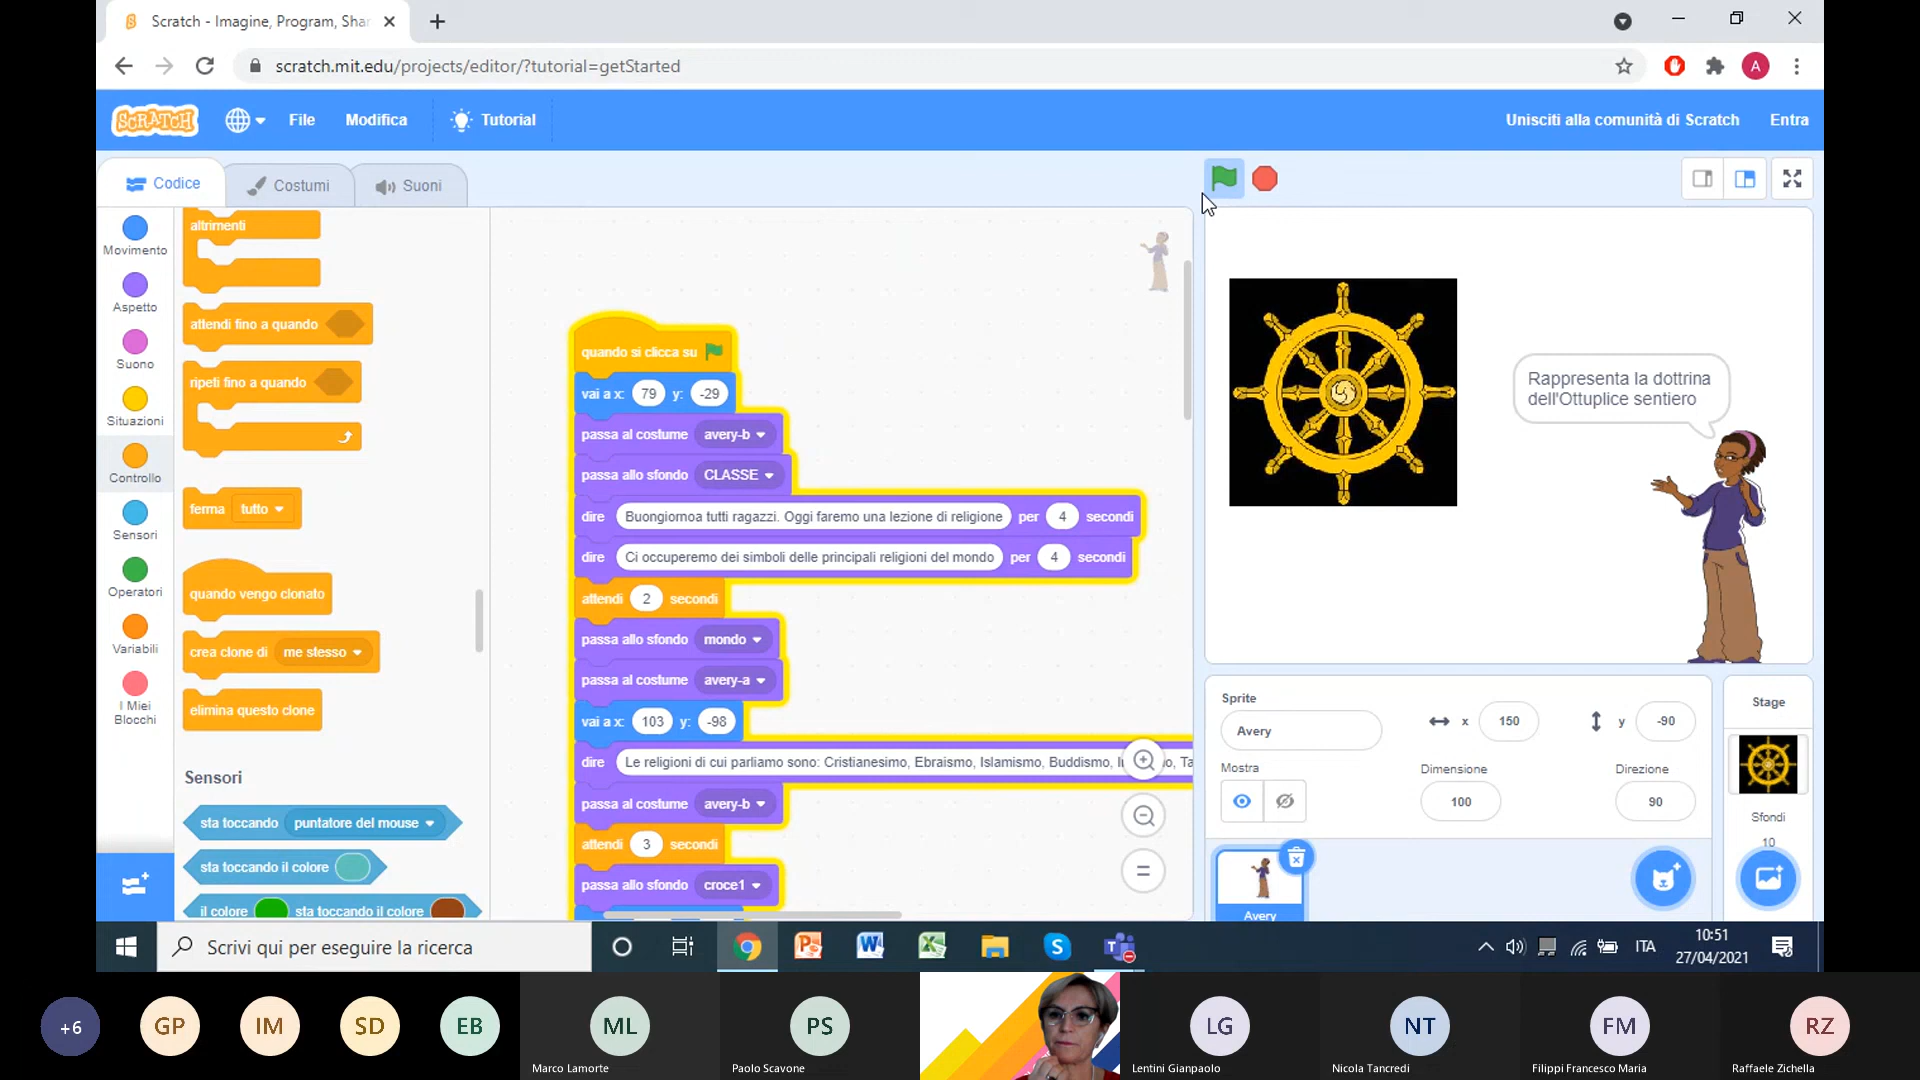 Scratch - Imagine, Program, Shar
scratch.mit.edu/projects/editor/?tutorial=getStarted
A
SCRATCH
File
Modifica
Tutorial
Unisciti alla comunità di Scratch
Entra
Codice
Costumi
Suoni
Movimento
Aspetto
Suono
Situazioni
Controllo
Sensori
Operatori
Variabili
I Miei
Blocchi
altrimenti
attendi fino a quando
ripeti fino a quando
ferma tutto
quando vengo clonato
crea clone di me stesso
elimina questo clone
Sensori
sta toccando puntatore del mouse
sta toccando il colore
il colore sta toccando il colore
quando si clicca su
vai a x: 79 y: -29
passa al costume avery-b
passa allo sfondo CLASSE
dire Buongiornoa tutti ragazzi. Oggi faremo una lezione di religione per 4 secondi
dire Ci occuperemo dei simboli delle principali religioni del mondo per 4 secondi
attendi 2 secondi
passa allo sfondo mondo
passa al costume avery-a
vai a x: 103 y: -98
dire Le religioni di cui parliamo sono: Cristianesimo, Ebraismo, Islamismo, Buddismo,
passa al costume avery-b
attendi 3 secondi
passa allo sfondo croce1
Rappresenta la dottrina
dell'Ottuplice sentiero
Sprite
Avery
x 150
y -90
Mostra
Dimensione
100
Direzione
90
Avery
Stage
Sfondi
10
Scrivi qui per eseguire la ricerca
ITA
10:51
27/04/2021
+6
GP
IM
SD
EB
ML
Marco Lamorte
PS
Paolo Scavone
LG
Lentini Gianpaolo
NT
Nicola Tancredi
FM
Filippi Francesco Maria
RZ
Raffaele Zichella